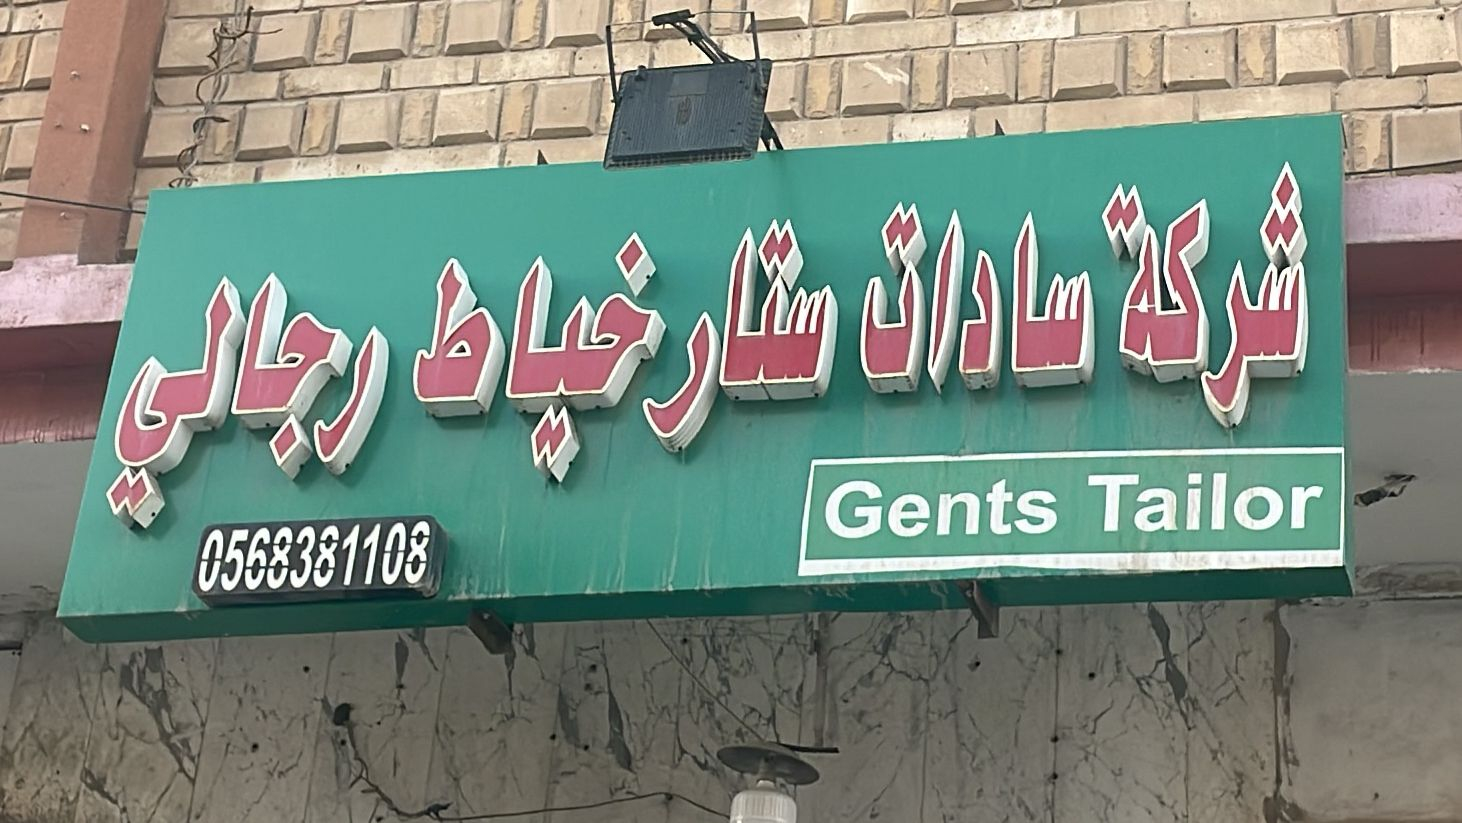 شركة سادات ستار خياط رجالي
Gents Tailor
0568381108